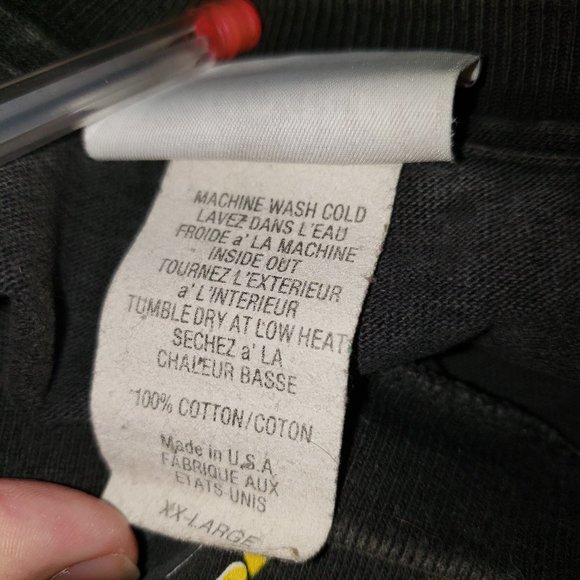 MACHINE WASH COLD
LAVEZ DANS L'EAU
FROIDE a' LA MACHINE
INSIDE OUT
TOURNEZ L'EXTERIEUR
a' L'INTERIEUR
TUMBLE DRY AT LOW HEAT
SECHEZ a' LA
CHALEUR BASSE
100% COTTON/COTON
Made in U.S.A.
FABRIQUE AUX
ETATS-UNIS
XX-LARGE